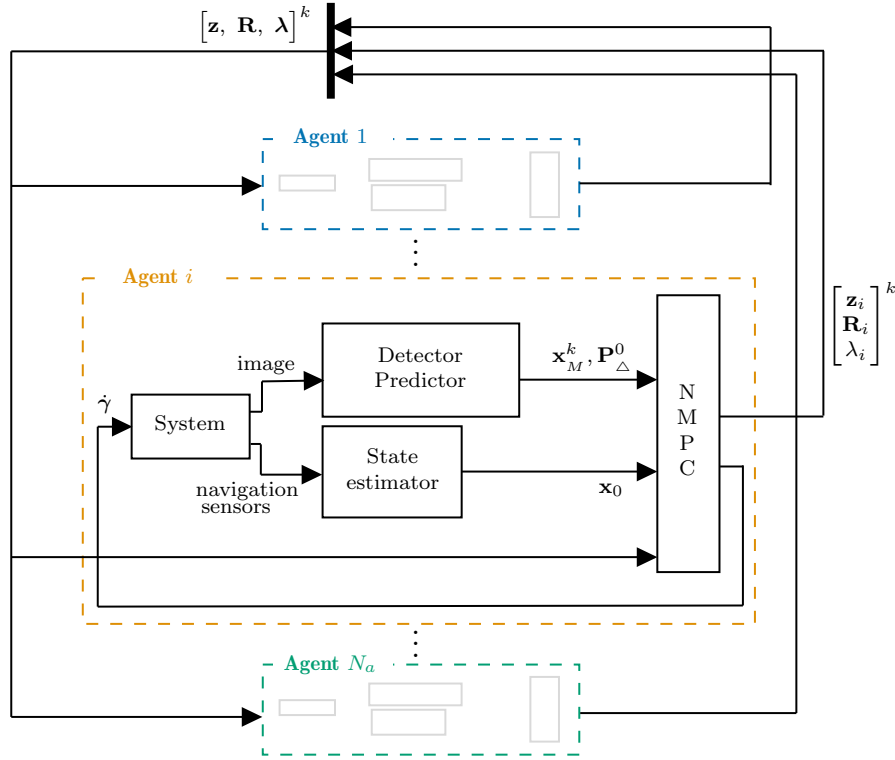 [z, R, λ]^k
Agent 1
⋮
Agent i
[z_i
R_i
λ_i]^k
Detector
Predictor
x_M^k, P_△^0
image
N
M
P
C
γ̇
System
State
estimator
navigation
sensors
x_0
⋮
Agent N_a